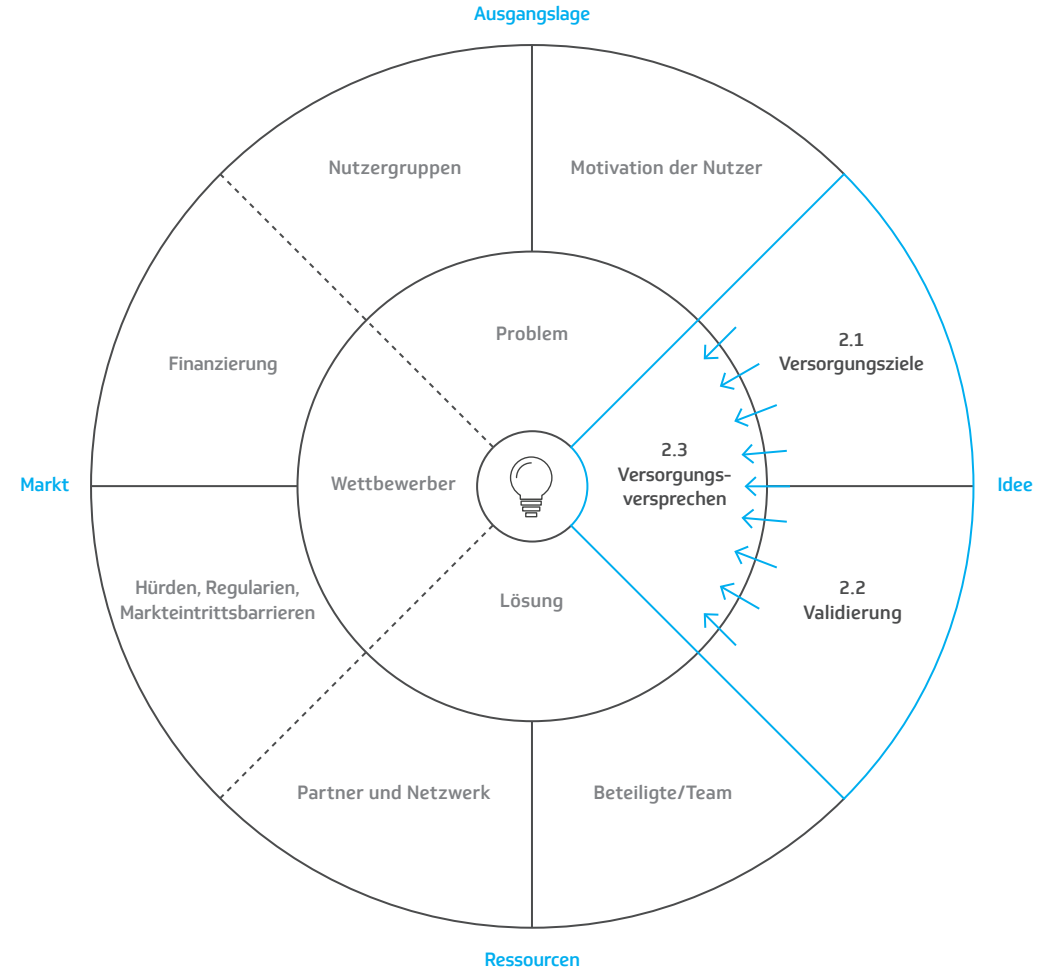 Ausgangslage
Nutzergruppen
Motivation der Nutzer
Problem
Finanzierung
2.1
Versorgungsziele
Markt
Wettbewerber
2.3
Versorgungs-
versprechen
Idee
Hürden, Regularien,
Markteintrittsbarrieren
Lösung
2.2
Validierung
Partner und Netzwerk
Beteiligte/Team
Ressourcen